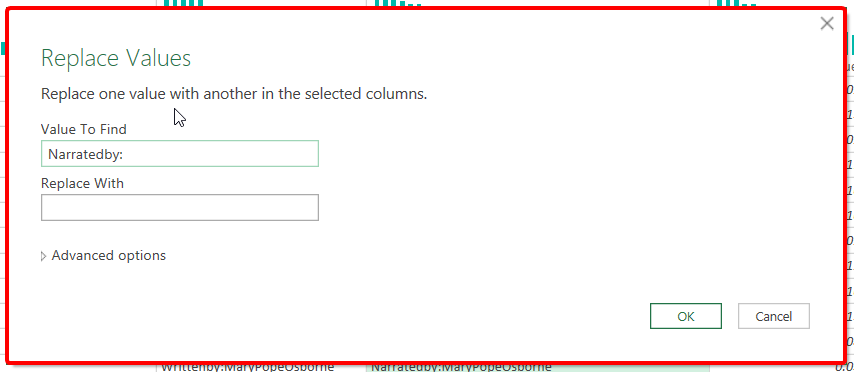 Replace Values
Replace one value with another in the selected columns.
Value To Find
Narratedby:
Replace With
Advanced options
OK
Cancel
Writtenby:MaryPopeOsborne
Narratedby:MaryPopeOsborne